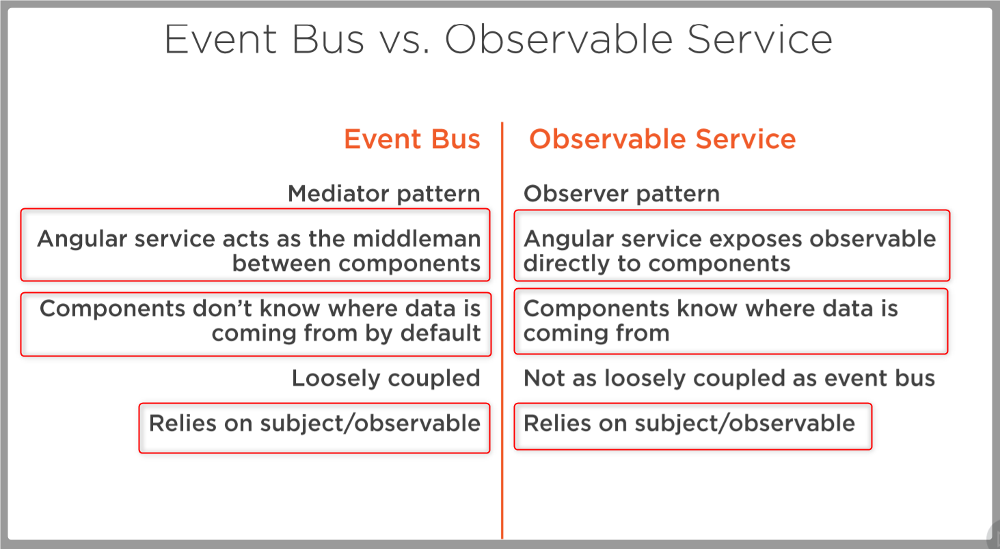 Event Bus vs. Observable Service
Event Bus
Mediator pattern
Angular service acts as the middleman
between components
Components don’t know where data is
coming from by default
Loosely coupled
Relies on subject/observable
Observable Service
Observer pattern
Angular service exposes observable
directly to components
Components know where data is
coming from
Not as loosely coupled as event bus
Relies on subject/observable